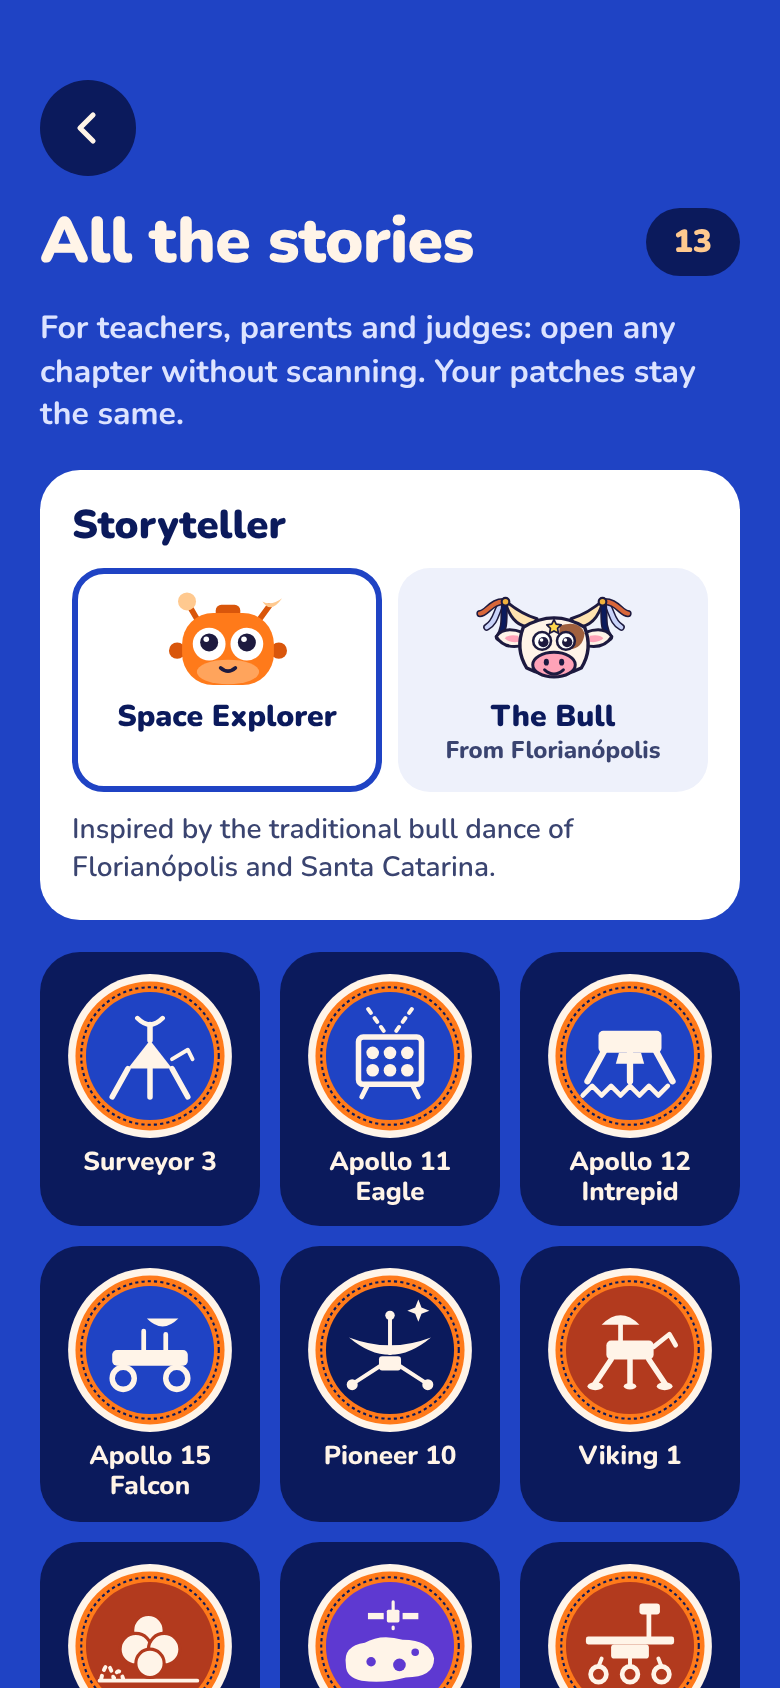 All the stories
13
For teachers, parents and judges: open any
chapter without scanning. Your patches stay
the same.
Storyteller
Space Explorer
The Bull
From Florianópolis
Inspired by the traditional bull dance of
Florianópolis and Santa Catarina.
Surveyor 3
Apollo 11
Eagle
Apollo 12
Intrepid
Apollo 15
Falcon
Pioneer 10
Viking 1